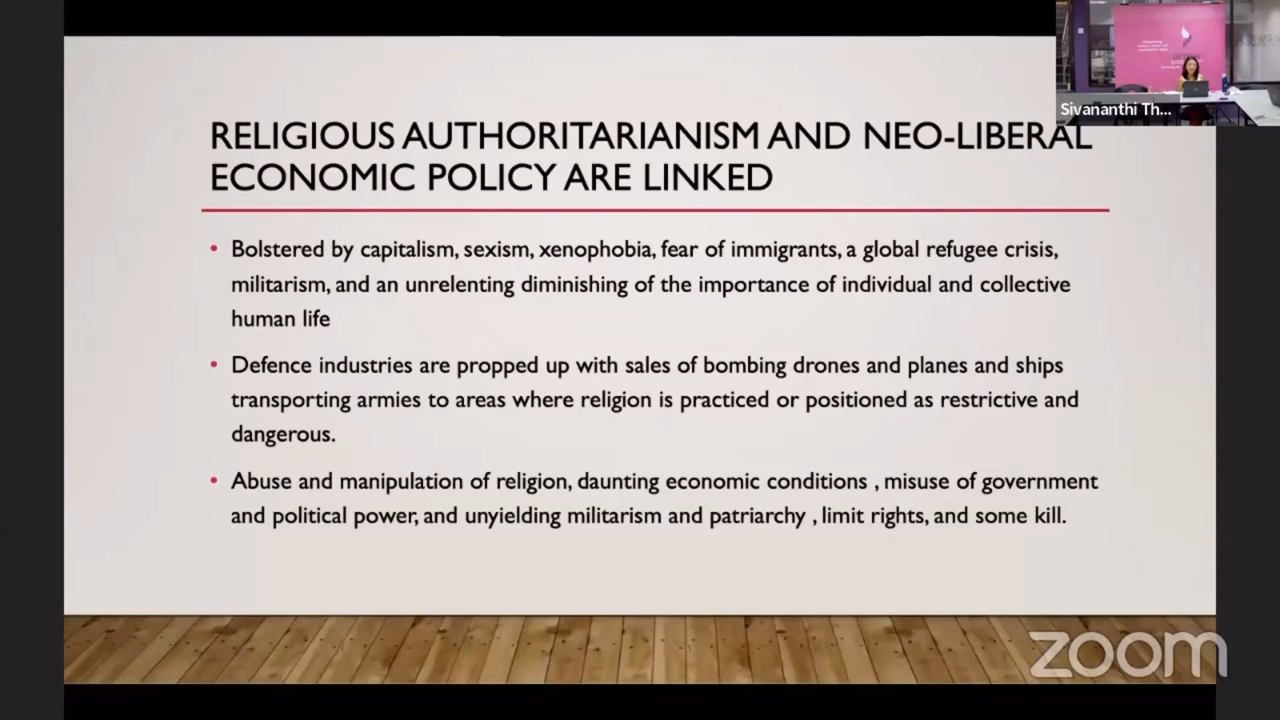 Sivananthi Th...
RELIGIOUS AUTHORITARIANISM AND NEO-LIBERAL
ECONOMIC POLICY ARE LINKED
• Bolstered by capitalism, sexism, xenophobia, fear of immigrants, a global refugee crisis,
militarism, and an unrelenting diminishing of the importance of individual and collective
human life
• Defence industries are propped up with sales of bombing drones and planes and ships
transporting armies to areas where religion is practiced or positioned as restrictive and
dangerous.
• Abuse and manipulation of religion, daunting economic conditions , misuse of government
and political power, and unyielding militarism and patriarchy , limit rights, and some kill.
zoom